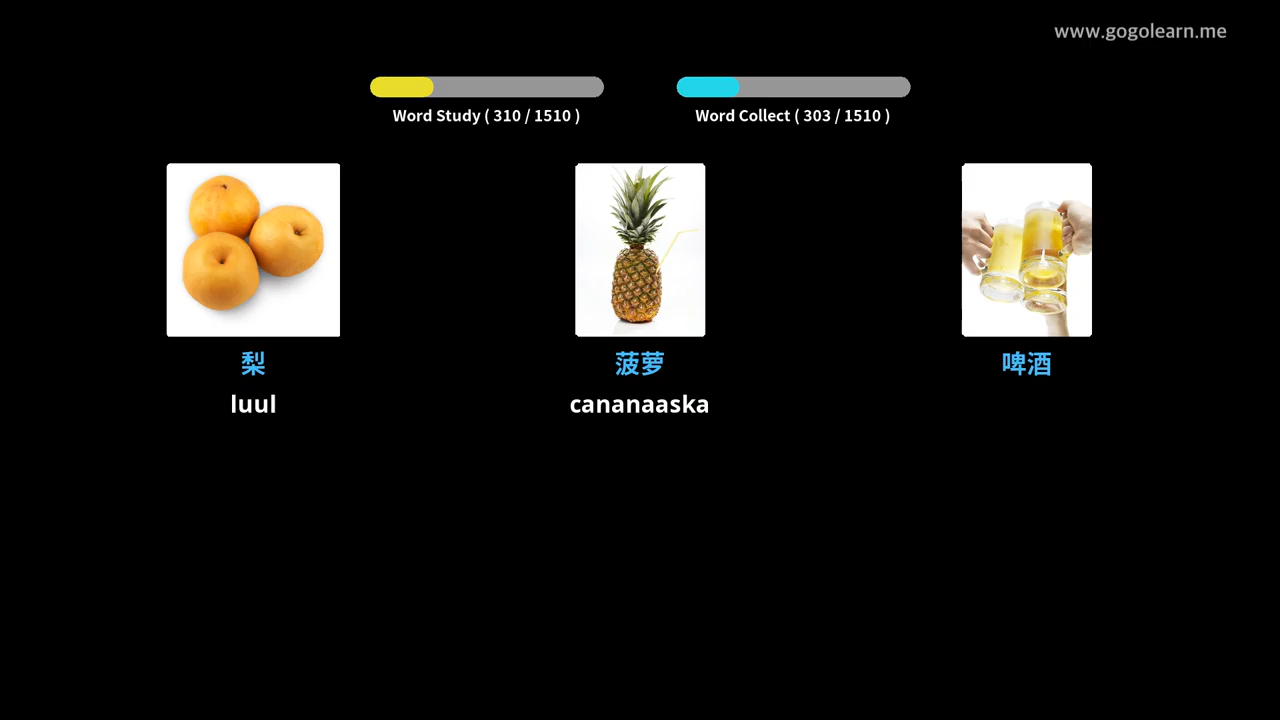 www.gogolearn.me
Word Study ( 310 / 1510 )
Word Collect ( 303 / 1510 )
梨
菠萝
啤酒
luul
cananaaska